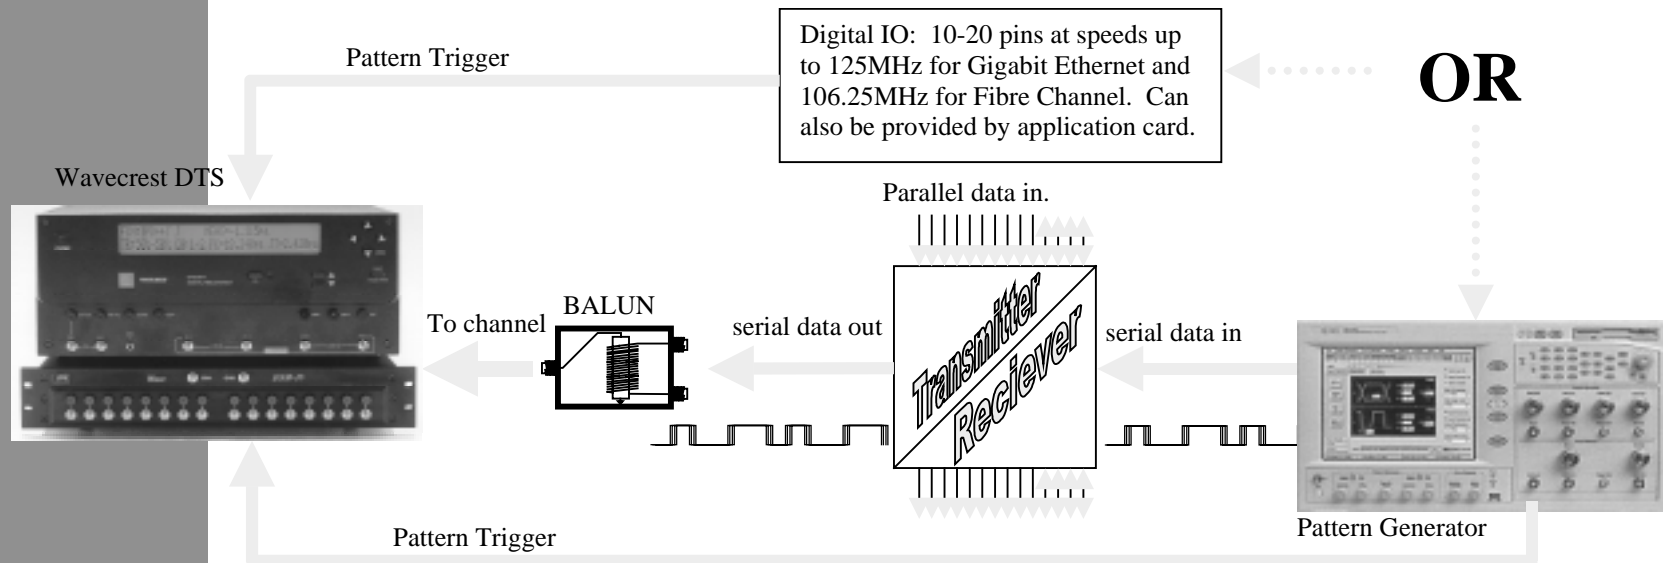 Pattern Trigger
Digital IO: 10-20 pins at speeds up
to 125MHz for Gigabit Ethernet and
106.25MHz for Fibre Channel. Can
also be provided by application card.
OR
Wavecrest DTS
Parallel data in.
BALUN
To channel
serial data out
Transmitter
Reciever
serial data in
Pattern Generator
Pattern Trigger